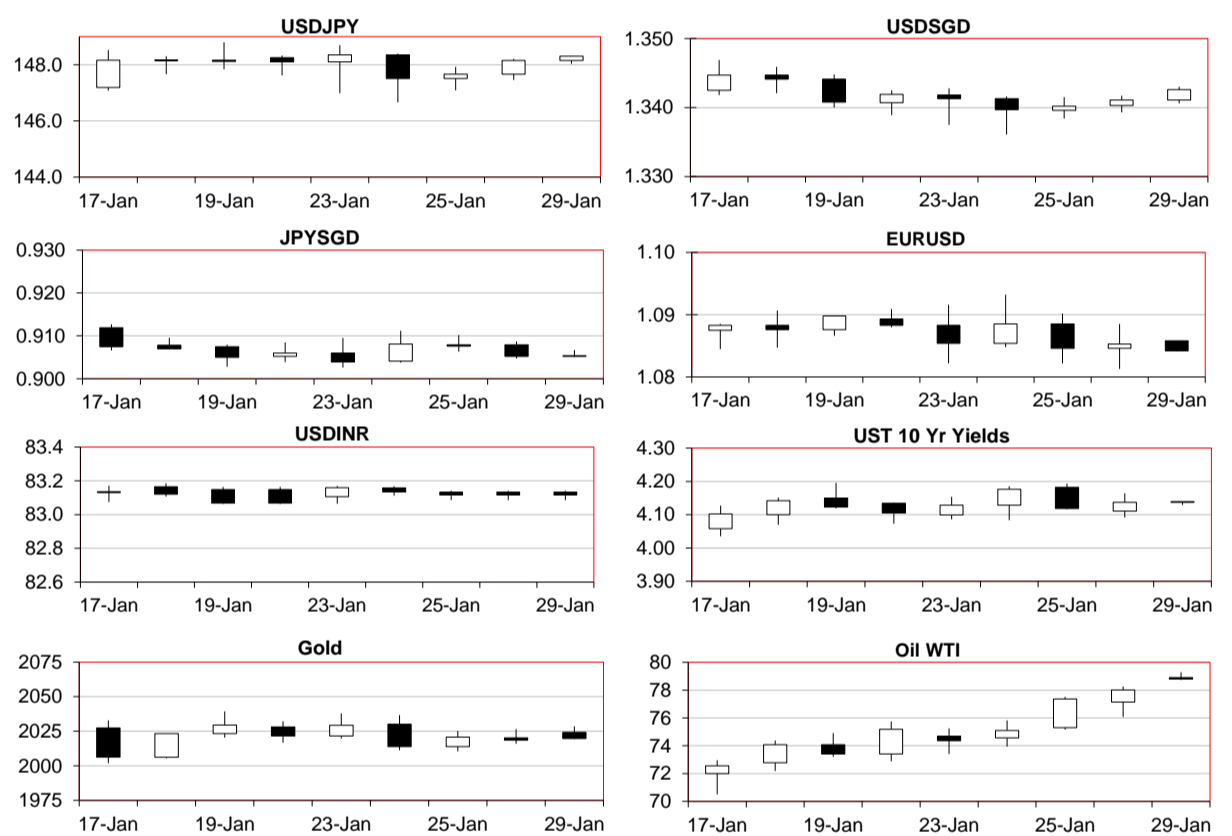 USDJPY
148.0
146.0
144.0
17-Jan 19-Jan 23-Jan 25-Jan 29-Jan
USDSGD
1.350
1.340
1.330
17-Jan 19-Jan 23-Jan 25-Jan 29-Jan
JPYSGD
0.930
0.920
0.910
0.900
17-Jan 19-Jan 23-Jan 25-Jan 29-Jan
EURUSD
1.10
1.09
1.08
17-Jan 19-Jan 23-Jan 25-Jan 29-Jan
USDINR
83.4
83.2
83.0
82.8
82.6
17-Jan 19-Jan 23-Jan 25-Jan 29-Jan
UST 10 Yr Yields
4.30
4.20
4.10
4.00
3.90
17-Jan 19-Jan 23-Jan 25-Jan 29-Jan
Gold
2075
2050
2025
2000
1975
17-Jan 19-Jan 23-Jan 25-Jan 29-Jan
Oil WTI
80
78
76
74
72
70
17-Jan 19-Jan 23-Jan 25-Jan 29-Jan